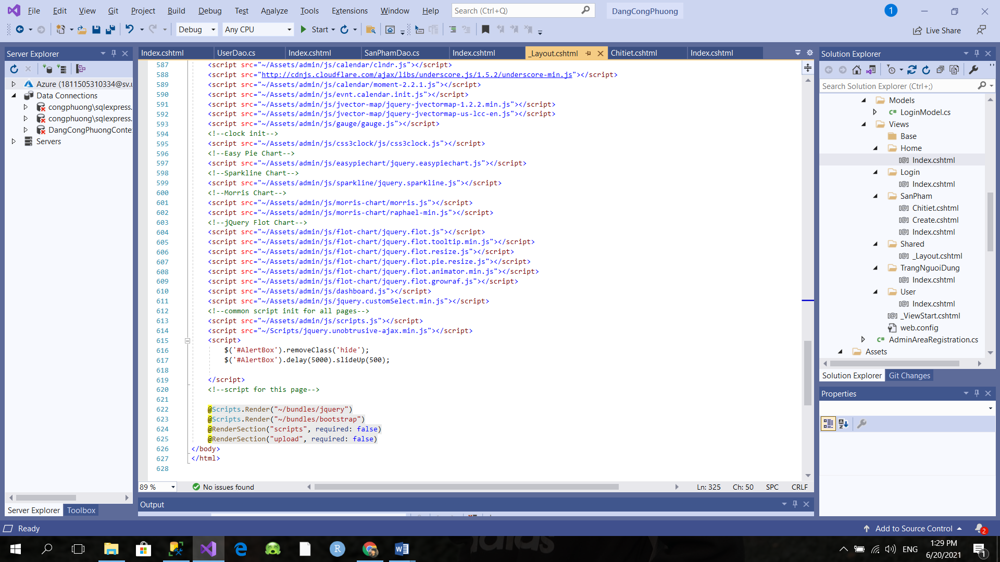 File Edit View Git Project Build Debug Test Analyze Tools Extensions Window Help Search (Ctrl+Q) DangCongPhuong 1
Debug Any CPU Start Live Share
Server Explorer
Azure (1811505310334@sv.u
Data Connections
congphuong\sqlexpress.
congphuong\sqlexpress.
DangCongPhuongConte
Servers
Server Explorer Toolbox
Index.cshtml UserDao.cs Index.cshtml SanPhamDao.cs Index.cshtml _Layout.cshtml Chitiet.cshtml Index.cshtml
587 <script src="~/Assets/admin/js/calendar/clndr.js"></script>
588 <script src="http://cdnjs.cloudflare.com/ajax/libs/underscore.js/1.5.2/underscore-min.js"></script>
589 <script src="~/Assets/admin/js/calendar/moment-2.2.1.js"></script>
590 <script src="~/Assets/admin/js/evnt.calendar.init.js"></script>
591 <script src="~/Assets/admin/js/jvector-map/jquery-jvectormap-1.2.2.min.js"></script>
592 <script src="~/Assets/admin/js/jvector-map/jquery-jvectormap-us-lcc-en.js"></script>
593 <script src="~/Assets/admin/js/gauge/gauge.js"></script>
594 <!--clock init-->
595 <script src="~/Assets/admin/js/css3clock/js/css3clock.js"></script>
596 <!--Easy Pie Chart-->
597 <script src="~/Assets/admin/js/easypiechart/jquery.easypiechart.js"></script>
598 <!--Sparkline Chart-->
599 <script src="~/Assets/admin/js/sparkline/jquery.sparkline.js"></script>
600 <!--Morris Chart-->
601 <script src="~/Assets/admin/js/morris-chart/morris.js"></script>
602 <script src="~/Assets/admin/js/morris-chart/raphael-min.js"></script>
603 <!--jQuery Flot Chart-->
604 <script src="~/Assets/admin/js/flot-chart/jquery.flot.js"></script>
605 <script src="~/Assets/admin/js/flot-chart/jquery.flot.tooltip.min.js"></script>
606 <script src="~/Assets/admin/js/flot-chart/jquery.flot.resize.js"></script>
607 <script src="~/Assets/admin/js/flot-chart/jquery.flot.pie.resize.js"></script>
608 <script src="~/Assets/admin/js/flot-chart/jquery.flot.animator.min.js"></script>
609 <script src="~/Assets/admin/js/flot-chart/jquery.flot.growraf.js"></script>
610 <script src="~/Assets/admin/js/dashboard.js"></script>
611 <script src="~/Assets/admin/js/jquery.customSelect.min.js"></script>
612 <!--common script init for all pages-->
613 <script src="~/Assets/admin/js/scripts.js"></script>
614 <script src="~/Scripts/jquery.unobtrusive-ajax.min.js"></script>
615 <script>
616 $('#AlertBox').removeClass('hide');
617 $('#AlertBox').delay(5000).slideUp(500);
618
619 </script>
620 <!--script for this page-->
621
622 @Scripts.Render("~/bundles/jquery")
623 @Scripts.Render("~/bundles/bootstrap")
624 @RenderSection("scripts", required: false)
625 @RenderSection("upload", required: false)
626 </body>
627 </html>
628
89 % No issues found Ln: 325 Ch: 50 SPC CRLF
Output
Solution Explorer
Search Solution Explorer (Ctrl+;)
Models
C# LoginModel.cs
Views
Base
Home
Index.cshtml
Login
Index.cshtml
SanPham
Chitiet.cshtml
Create.cshtml
Index.cshtml
Shared
_Layout.cshtml
TrangNguoiDung
Index.cshtml
User
Index.cshtml
_ViewStart.cshtml
web.config
C# AdminAreaRegistration.cs
Assets
Solution Explorer Git Changes
Properties
Ready Add to Source Control 2
ENG 1:29 PM
6/20/2021 1